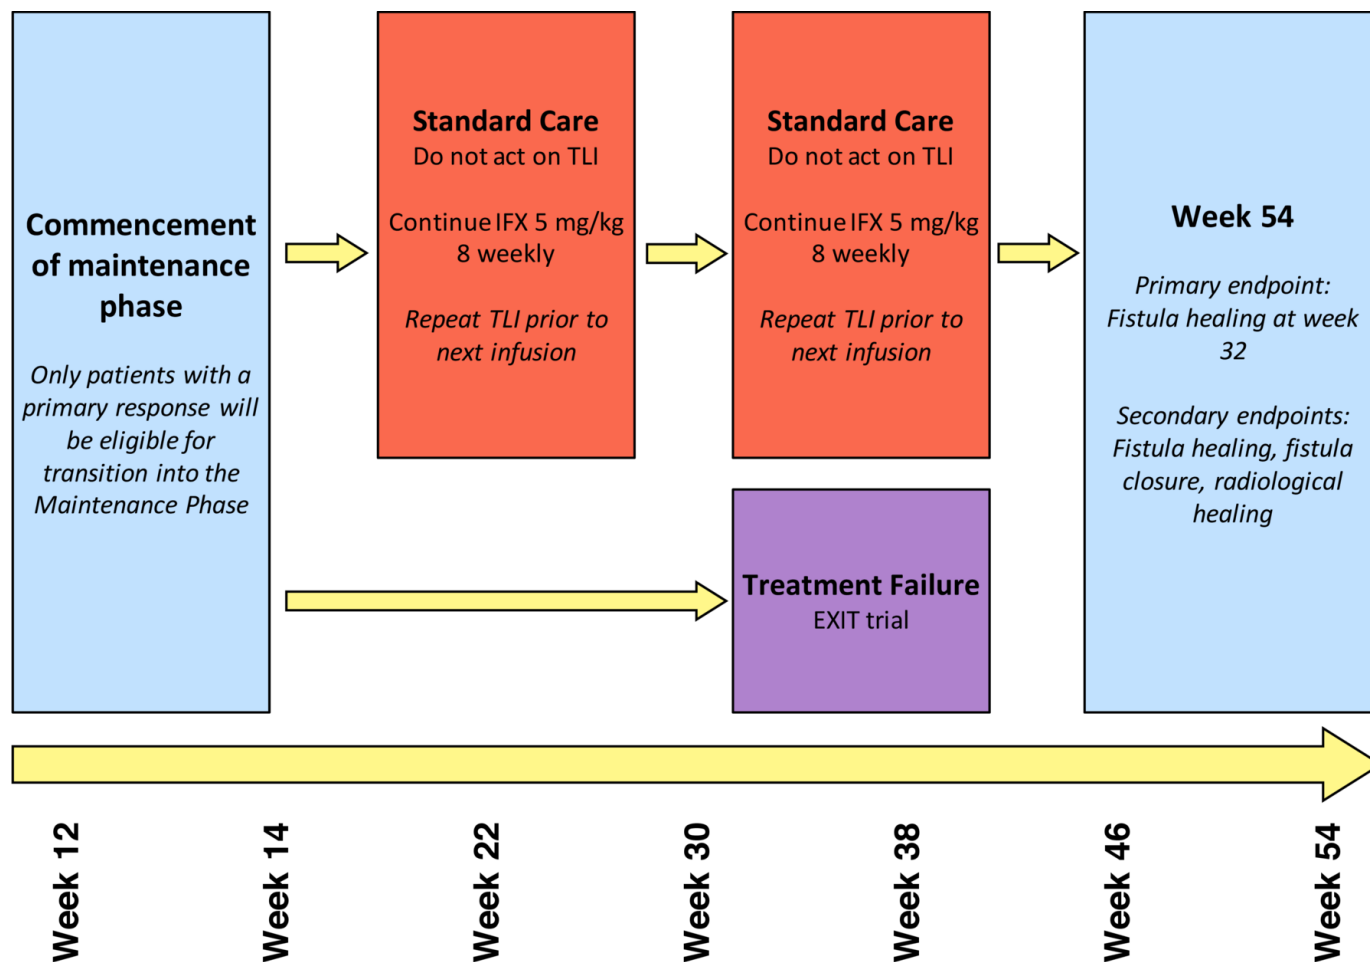 Commencement
of maintenance
phase
Only patients with a
primary response will
be eligible for
transition into the
Maintenance Phase
Standard Care
Do not act on TLI
Continue IFX 5 mg/kg
8 weekly
Repeat TLI prior to
next infusion
Standard Care
Do not act on TLI
Continue IFX 5 mg/kg
8 weekly
Repeat TLI prior to
next infusion
Treatment Failure
EXIT trial
Week 54
Primary endpoint:
Fistula healing at week
32
Secondary endpoints:
Fistula healing, fistula
closure, radiological
healing
Week 12
Week 14
Week 22
Week 30
Week 38
Week 46
Week 54